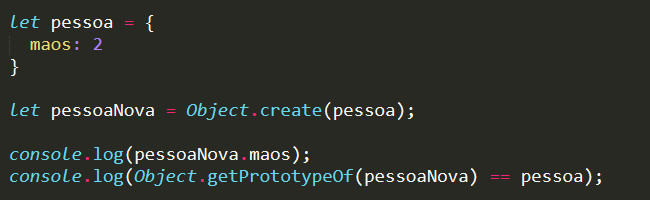 let pessoa = {
  maos: 2
}
let pessoaNova = Object.create(pessoa);
console.log(pessoaNova.maos);
console.log(Object.getPrototypeOf(pessoaNova) == pessoa);